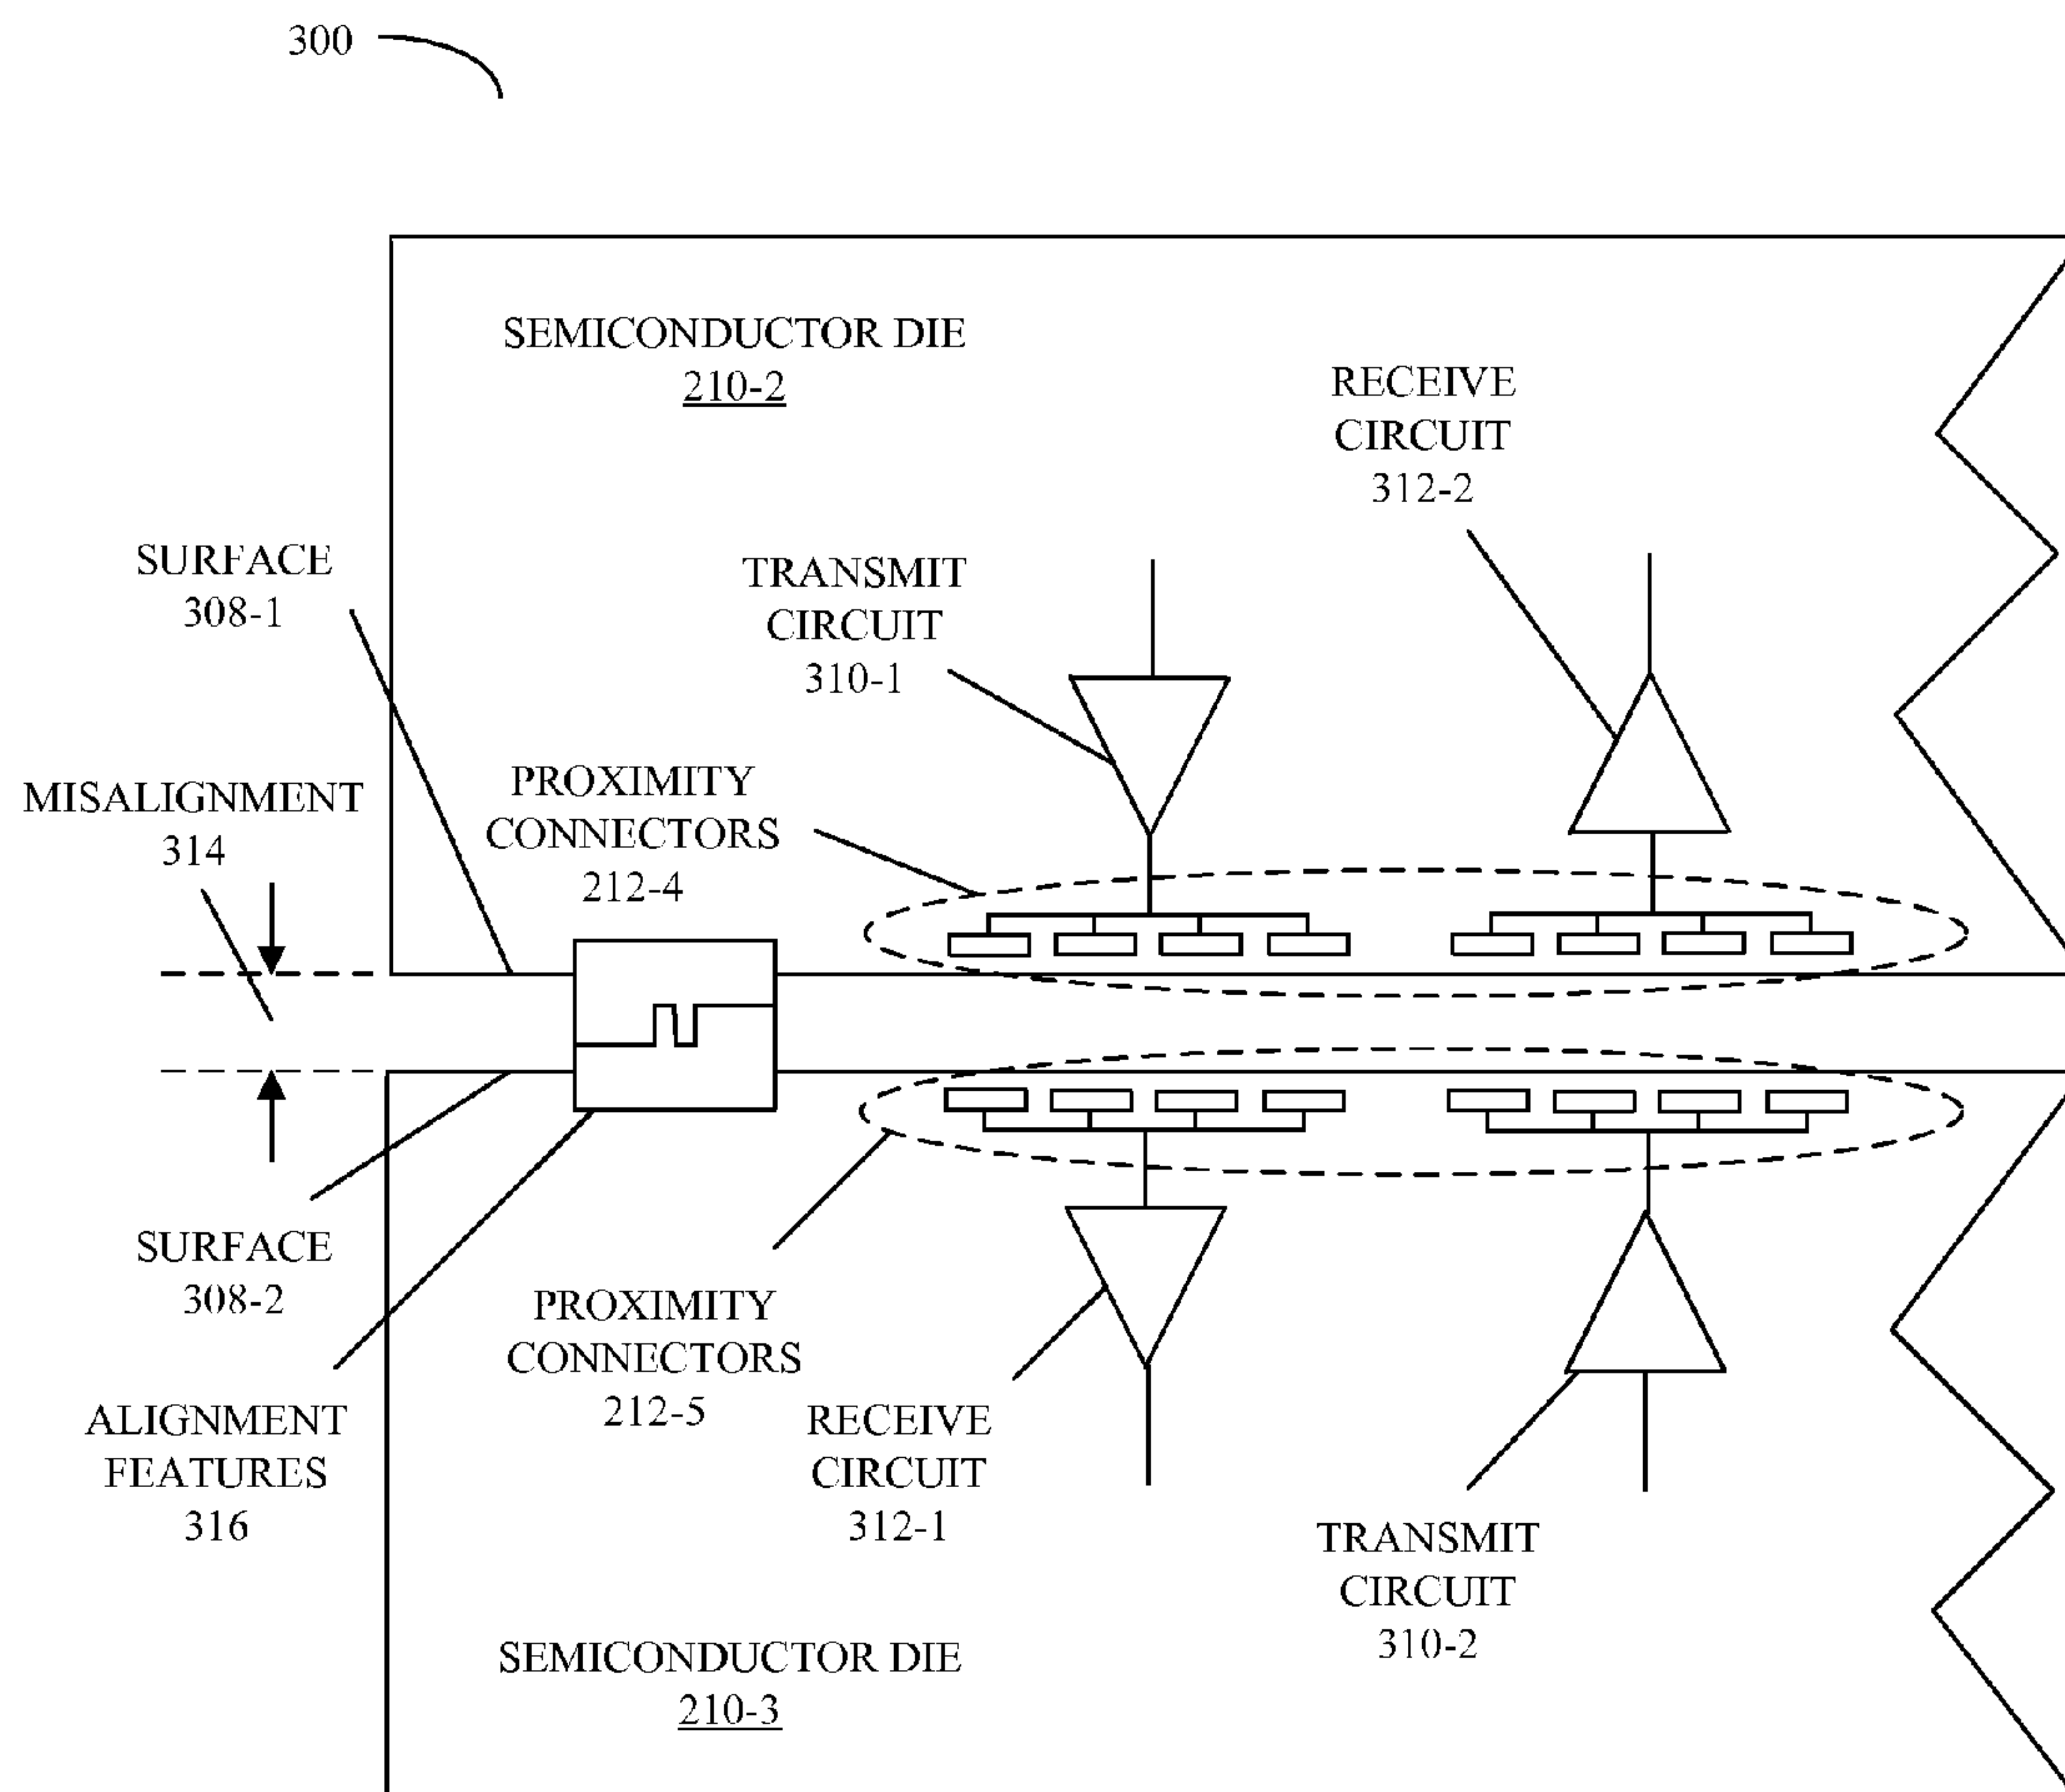 300
SEMICONDUCTOR DIE
210-2
RECEIVE
CIRCUIT
312-2
SURFACE
308-1
TRANSMIT
CIRCUIT
310-1
MISALIGNMENT
314
PROXIMITY
CONNECTORS
212-4
SURFACE
308-2
PROXIMITY
CONNECTORS
212-5
ALIGNMENT
FEATURES
316
RECEIVE
CIRCUIT
312-1
TRANSMIT
CIRCUIT
310-2
SEMICONDUCTOR DIE
210-3